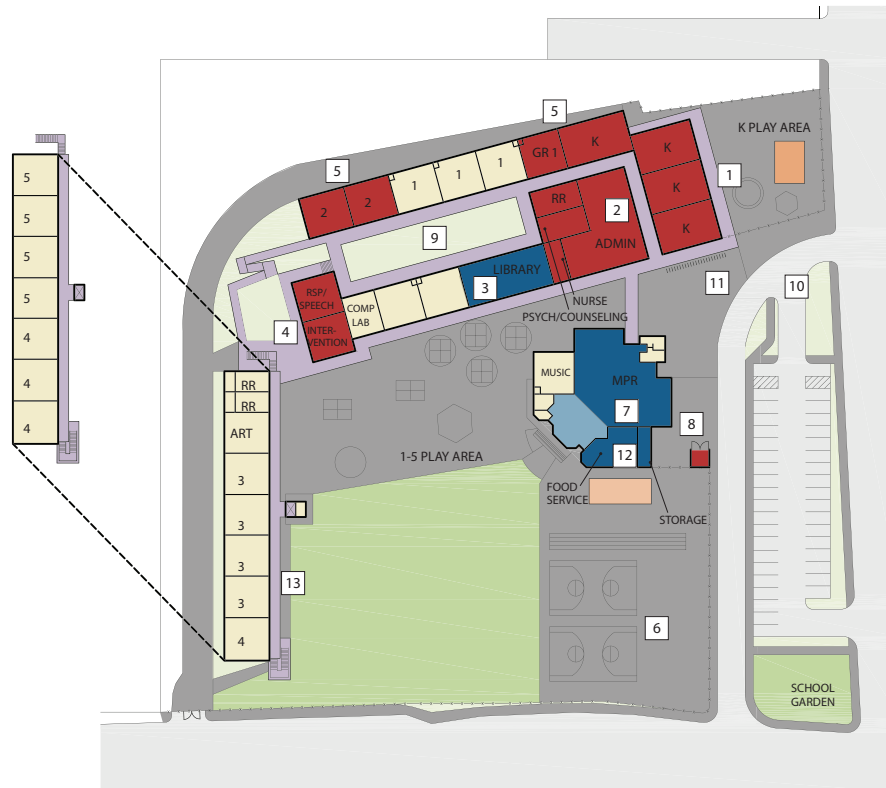 5
5
K PLAY AREA
GR 1
K
K
1
1
1
2
2
K
K
1
RR
2
ADMIN
9
LIBRARY
3
NURSE
PSYCH/COUNSELING
11
10
RSP/
SPEECH
INTER-
VENTION
COMP
LAB
4
5
5
5
5
4
4
4
MUSIC
MPR
7
8
12
1-5 PLAY AREA
FOOD
SERVICE
STORAGE
RR
RR
ART
3
3
3
3
4
13
6
SCHOOL
GARDEN